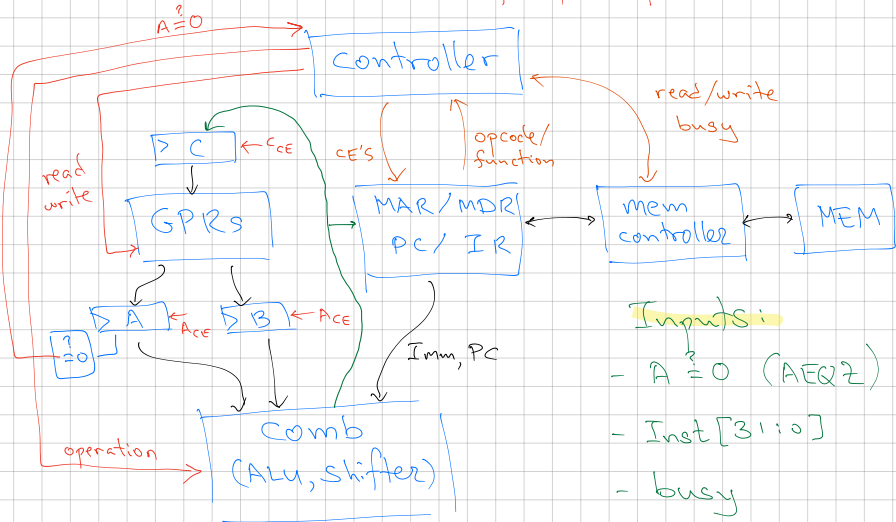 A ≟ 0
Controller
read/write
busy
> C
C_CE
CE'S
opcode/
function
read
write
GPRs
MAR/MDR
PC/ IR
mem
controller
MEM
> A
A_CE
> B
A_CE
Inputs:
≟0
Imm, PC
- A ≟ 0 (AEQZ)
Comb
(ALU, shifter)
operation
- Inst [31:0]
- busy